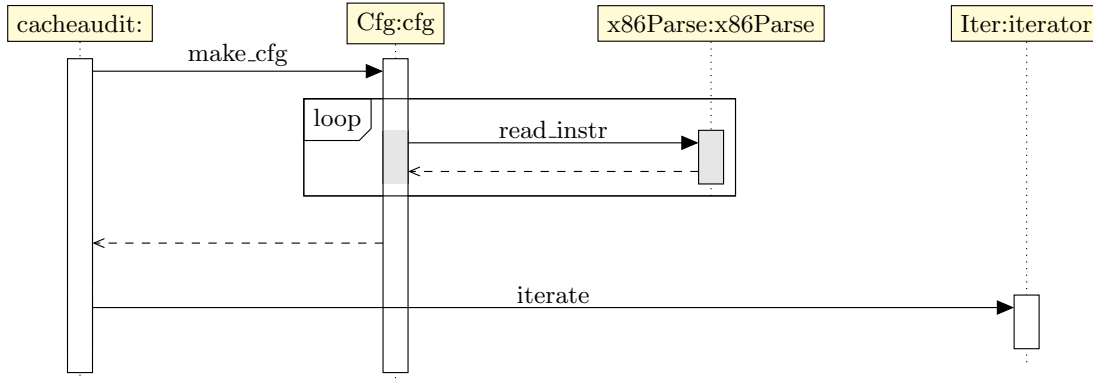 cacheaudit:
Cfg:cfg
x86Parse:x86Parse
Iter:iterator
make_cfg
loop
read_instr
iterate